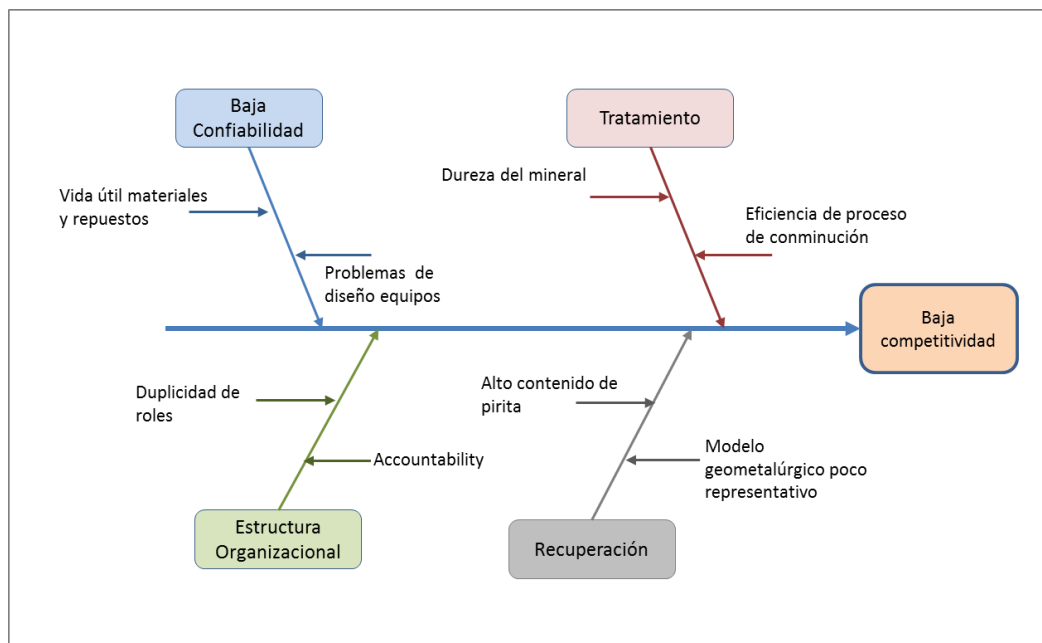 Baja
Confiabilidad
Tratamiento
Dureza del mineral
Vida útil materiales
y repuestos
Eficiencia de proceso
de conminución
Problemas de
diseño equipos
Baja
competitividad
Duplicidad de
roles
Alto contenido de
pirita
Accountability
Modelo
geometalúrgico poco
representativo
Estructura
Organizacional
Recuperación